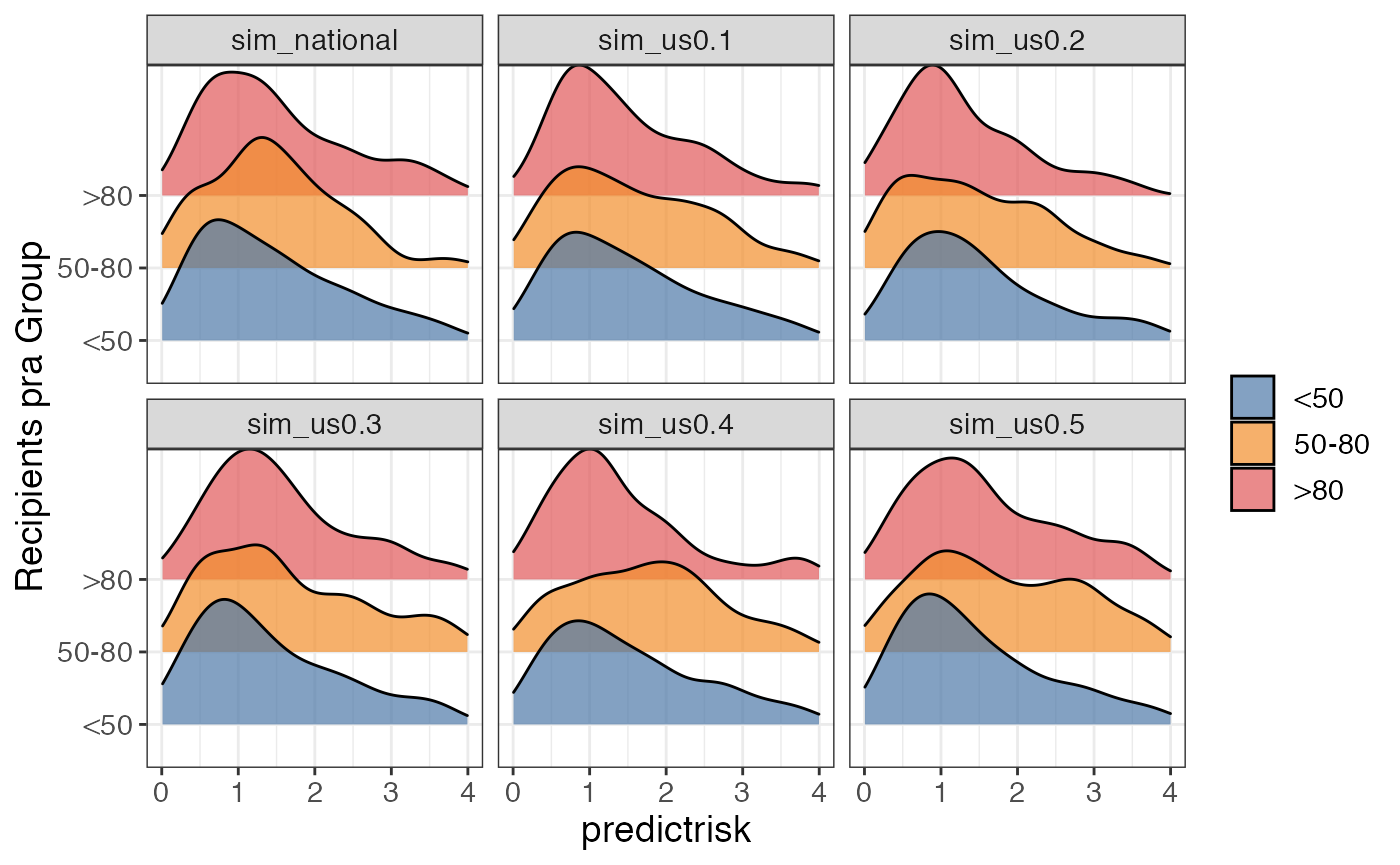 sim_national
sim_us0.1
sim_us0.2
>80
50-80
<50
sim_us0.3
sim_us0.4
sim_us0.5
>80
50-80
<50
0 1 2 3 4
0 1 2 3 4
0 1 2 3 4
predictrisk
Recipients pra Group
<50
50-80
>80